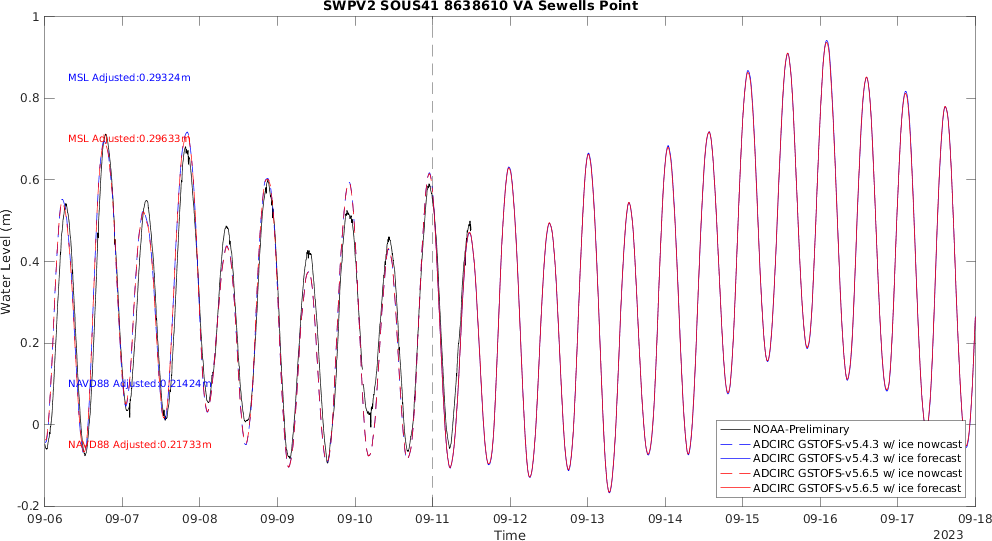 SWPV2 SOUS41 8638610 VA Sewells Point
1
0.8
0.6
0.4
0.2
0
-0.2
Water Level (m)
MSL Adjusted:0.29324m
MSL Adjusted:0.29633m
NAVD88 Adjusted:0.21424m
NAVD88 Adjusted:0.21733m
NOAA-Preliminary
ADCIRC GSTOFS-v5.4.3 w/ ice nowcast
ADCIRC GSTOFS-v5.4.3 w/ ice forecast
ADCIRC GSTOFS-v5.6.5 w/ ice nowcast
ADCIRC GSTOFS-v5.6.5 w/ ice forecast
09-06 09-07 09-08 09-09 09-10 09-11 09-12 09-13 09-14 09-15 09-16 09-17 09-18
Time
2023